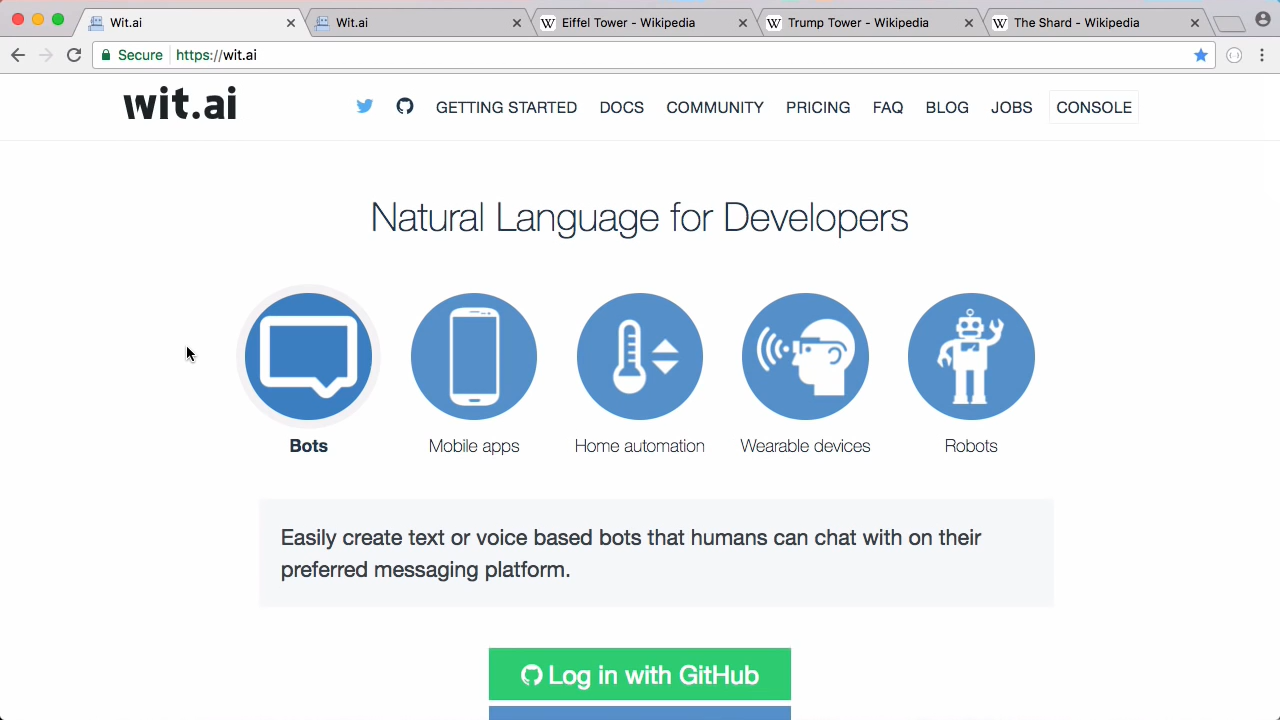 Wit.ai
Wit.ai
Eiffel Tower - Wikipedia
Trump Tower - Wikipedia
The Shard - Wikipedia
Secure https://wit.ai
wit.ai
GETTING STARTED DOCS COMMUNITY PRICING FAQ BLOG JOBS CONSOLE
Natural Language for Developers
Bots
Mobile apps
Home automation
Wearable devices
Robots
Easily create text or voice based bots that humans can chat with on their
preferred messaging platform.
Log in with GitHub